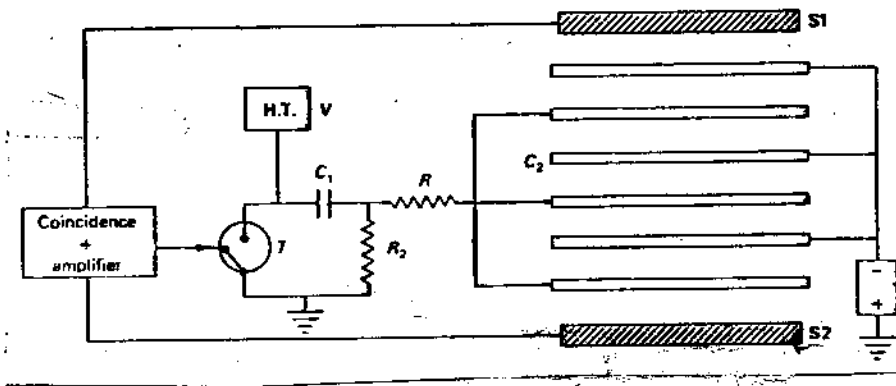 S1
H.T. V
C₁
R
C₂
Coincidence
+
amplifier
T
R₂
−
+
S2